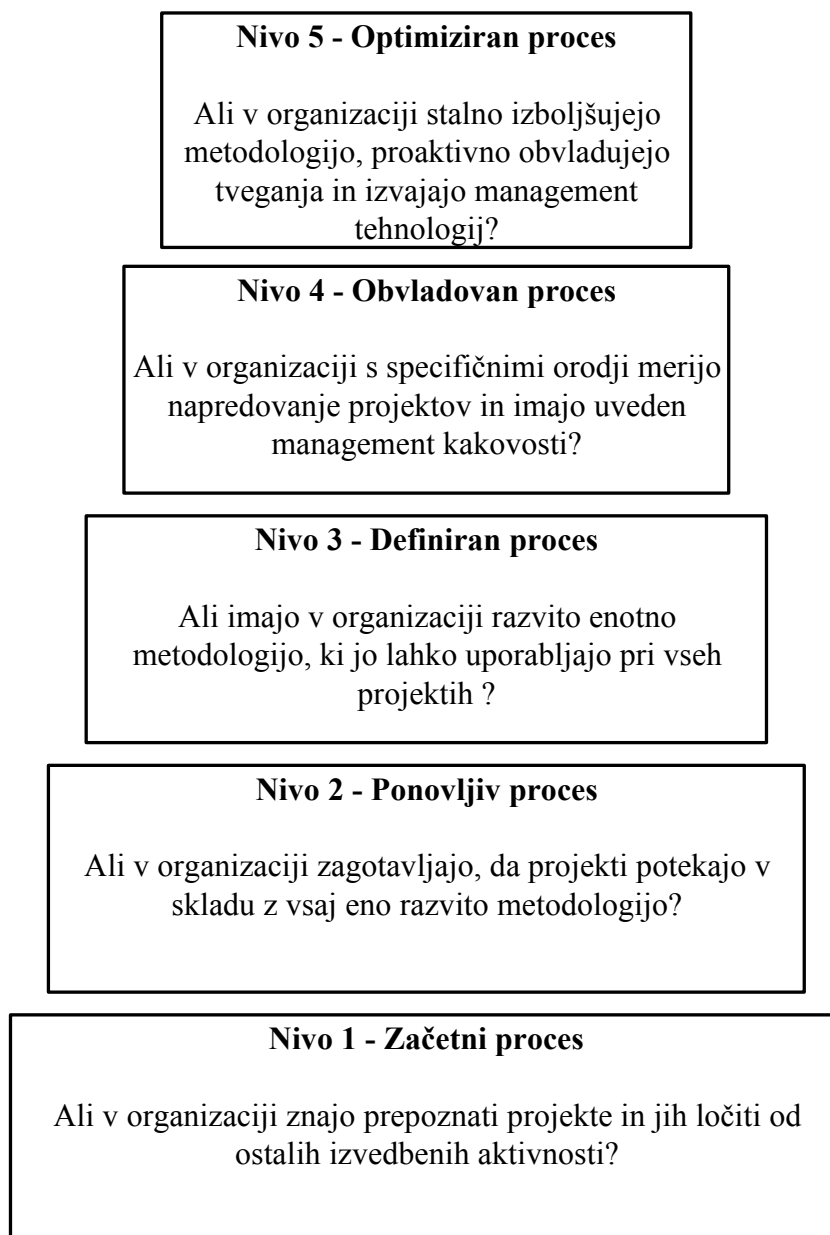 Nivo 5 - Optimiziran proces
Ali v organizaciji stalno izboljšujejo
metodologijo, proaktivno obvladujejo
tveganja in izvajajo management
tehnologij?
Nivo 4 - Obvladovan proces
Ali v organizaciji s specifičnimi orodji merijo
napredovanje projektov in imajo uveden
management kakovosti?
Nivo 3 - Definiran proces
Ali imajo v organizaciji razvito enotno
metodologijo, ki jo lahko uporabljajo pri vseh
projektih ?
Nivo 2 - Ponovljiv proces
Ali v organizaciji zagotavljajo, da projekti potekajo v
skladu z vsaj eno razvito metodologijo?
Nivo 1 - Začetni proces
Ali v organizaciji znajo prepoznati projekte in jih ločiti od
ostalih izvedbenih aktivnosti?